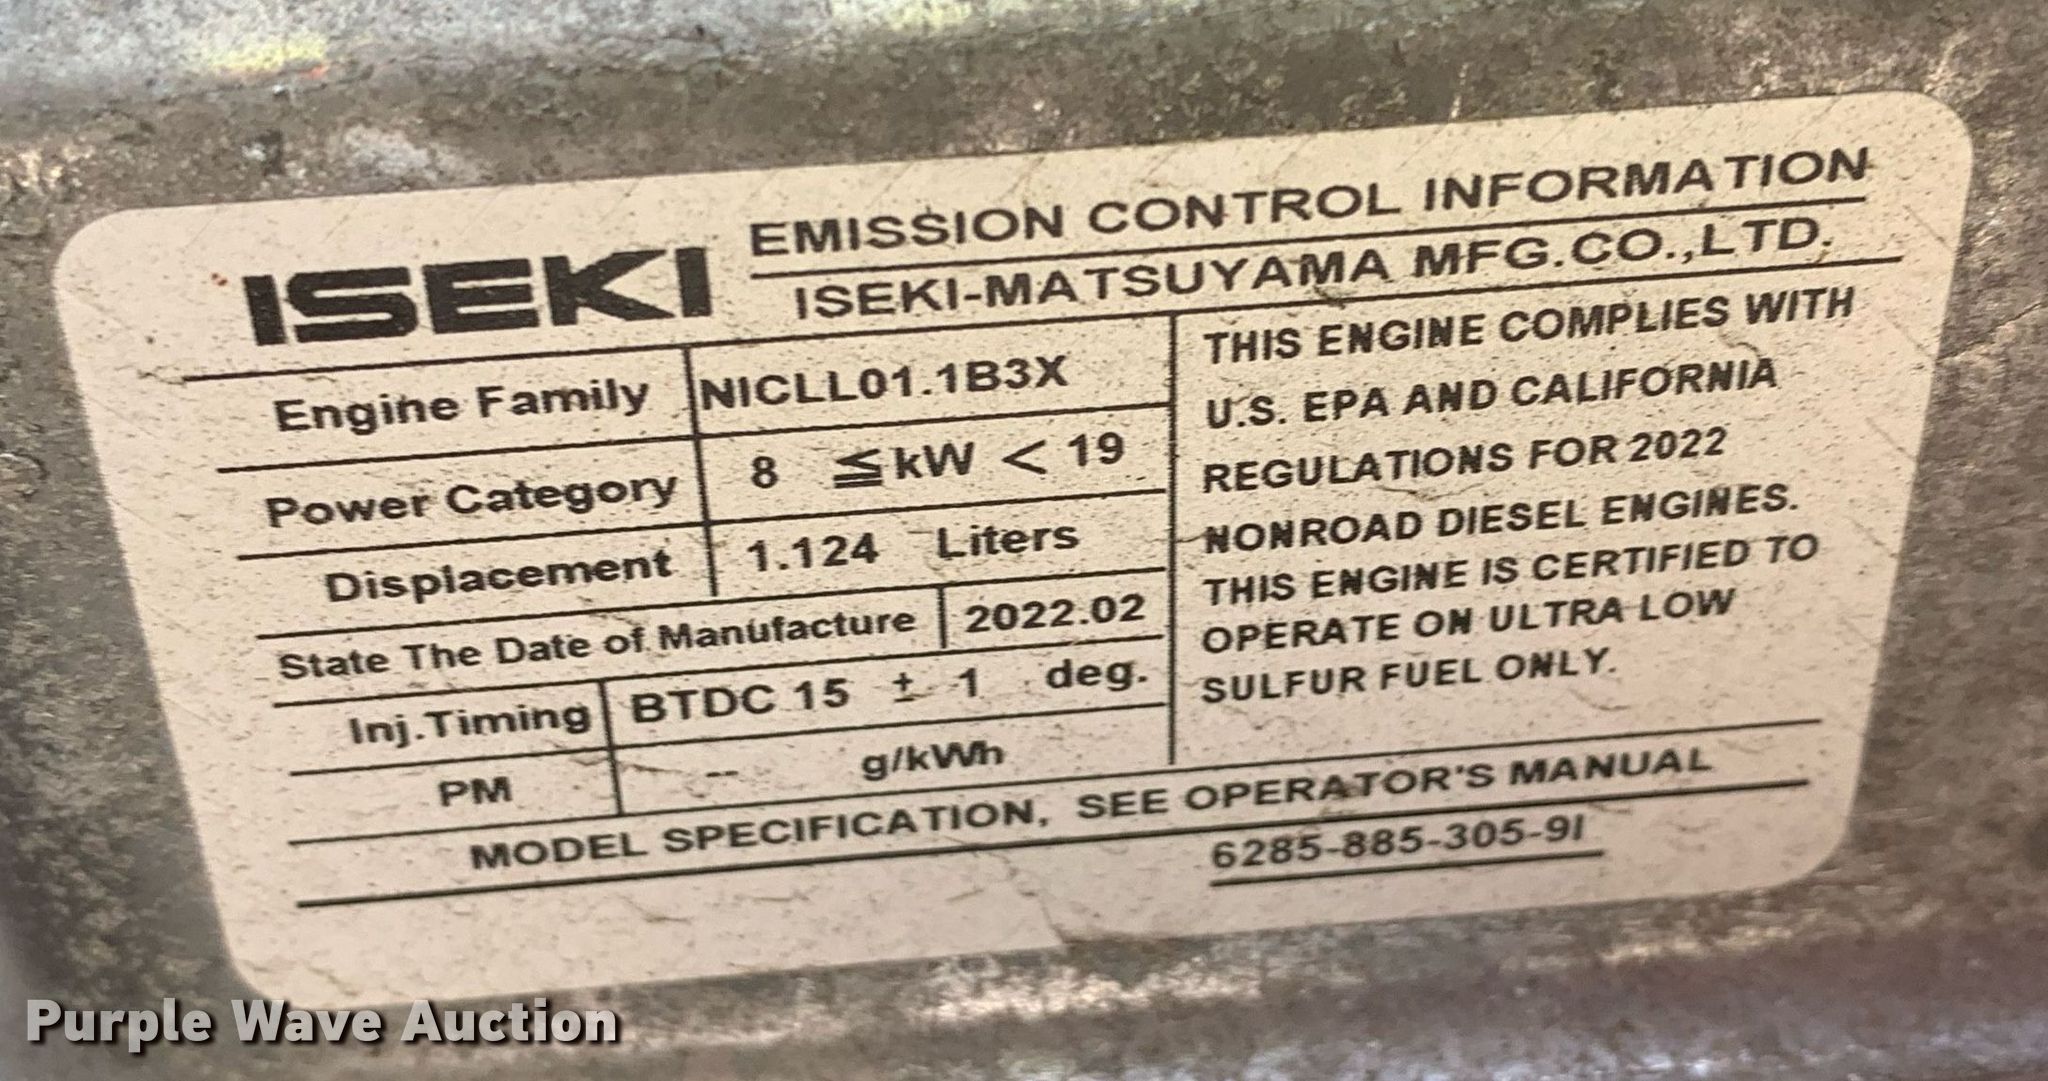 ISEKI
EMISSION CONTROL INFORMATION
ISEKI-MATSUYAMA MFG.CO.,LTD.
Engine Family NICLL01.1B3X
Power Category 8 ≦ kW < 19
Displacement 1.124 Liters
State The Date of Manufacture 2022.02
Inj.Timing BTDC 15 ± 1 deg.
PM -- g/kWh
THIS ENGINE COMPLIES WITH
U.S. EPA AND CALIFORNIA
REGULATIONS FOR 2022
NONROAD DIESEL ENGINES.
THIS ENGINE IS CERTIFIED TO
OPERATE ON ULTRA LOW
SULFUR FUEL ONLY.
MODEL SPECIFICATION, SEE OPERATOR'S MANUAL
6285-885-305-9I
Purple Wave Auction